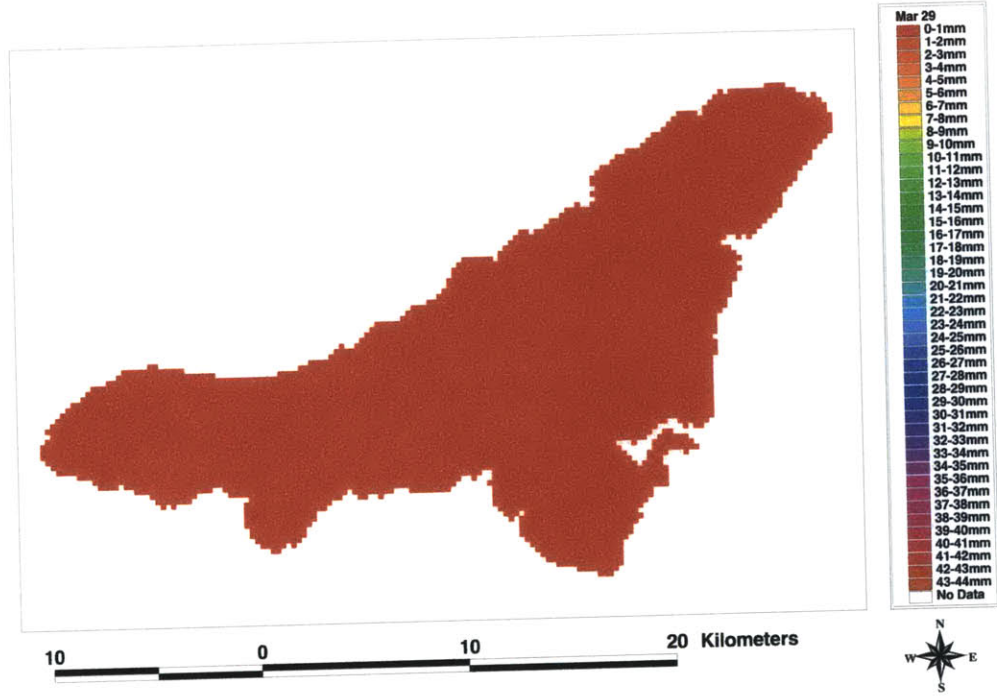 Mar 29
0-1mm
1-2mm
2-3mm
3-4mm
4-5mm
5-6mm
6-7mm
7-8mm
8-9mm
9-10mm
10-11mm
11-12mm
12-13mm
13-14mm
14-15mm
15-16mm
16-17mm
17-18mm
18-19mm
19-20mm
20-21mm
21-22mm
22-23mm
23-24mm
24-25mm
25-26mm
26-27mm
27-28mm
28-29mm
29-30mm
30-31mm
31-32mm
32-33mm
33-34mm
34-35mm
35-36mm
36-37mm
37-38mm
38-39mm
39-40mm
40-41mm
41-42mm
42-43mm
43-44mm
No Data
10 0 10 20 Kilometers
N
W E
S